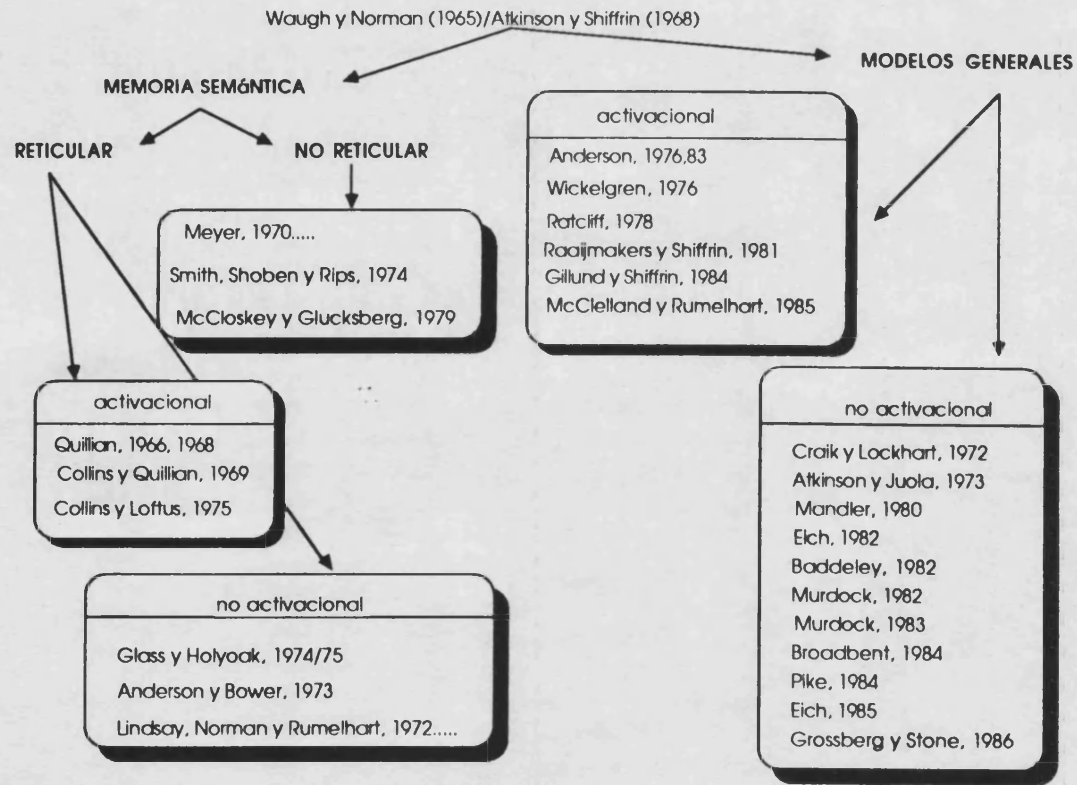 Waugh y Norman (1965)/Atkinson y Shiffrin (1968)
MODELOS GENERALES
MEMORIA SEMáNTICA
RETICULAR
NO RETICULAR
activacional
Anderson, 1976,83
Wickelgren, 1976
Ratcliff, 1978
Raaijmakers y Shiffrin, 1981
Gillund y Shiffrin, 1984
McClelland y Rumelhart, 1985
Meyer, 1970.....
Smith, Shoben y Rips, 1974
McCloskey y Glucksberg, 1979
activacional
Quillian, 1966, 1968
Collins y Quillian, 1969
Collins y Loftus, 1975
no activacional
Glass y Holyoak, 1974/75
Anderson y Bower, 1973
Lindsay, Norman y Rumelhart, 1972.....
no activacional
Craik y Lockhart, 1972
Atkinson y Juola, 1973
Mandler, 1980
Eich, 1982
Baddeley, 1982
Murdock, 1982
Murdock, 1983
Broadbent, 1984
Pike, 1984
Eich, 1985
Grossberg y Stone, 1986